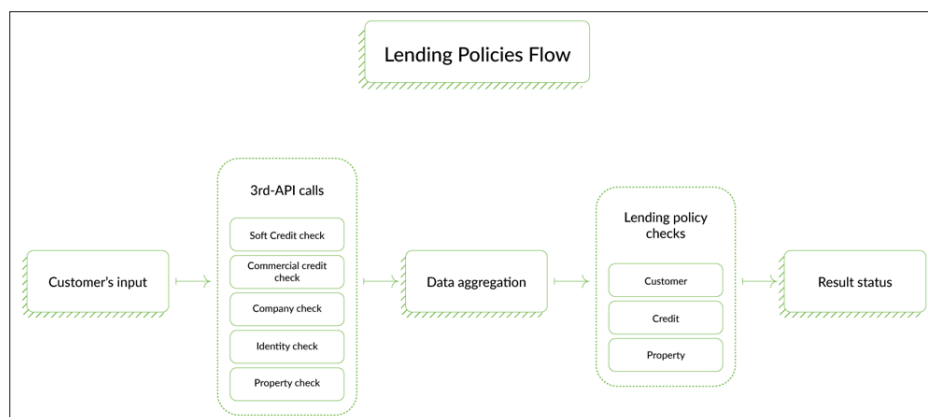 Lending Policies Flow
Customer's input
3rd-API calls
Soft Credit check
Commercial credit
check
Company check
Identity check
Property check
Data aggregation
Lending policy
checks
Customer
Credit
Property
Result status